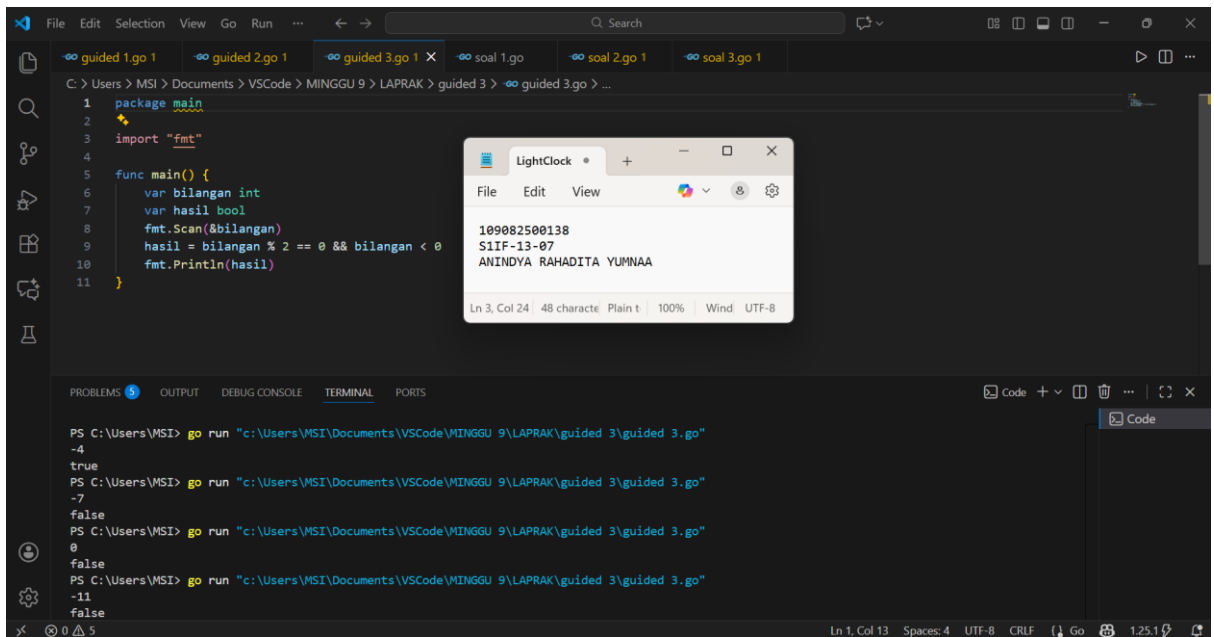 File Edit Selection View Go Run ... Search
guided 1.go 1 guided 2.go 1 guided 3.go 1 soal 1.go soal 2.go 1 soal 3.go 1
C: > Users > MSI > Documents > VSCode > MINGGU 9 > LAPRAK > guided 3 > guided 3.go > ...
1 package main
2
3 import "fmt"
4
5 func main() {
6 var bilangan int
7 var hasil bool
8 fmt.Scan(&bilangan)
9 hasil = bilangan % 2 == 0 && bilangan < 0
10 fmt.Println(hasil)
11 }
LightClock
File Edit View
109082500138
S1IF-13-07
ANINDYA RAHADITA YUMNAA
Ln 3, Col 24 48 characte Plain t 100% Wind UTF-8
PROBLEMS 5 OUTPUT DEBUG CONSOLE TERMINAL PORTS Code
Code
PS C:\Users\MSI> go run "c:\Users\MSI\Documents\VSCode\MINGGU 9\LAPRAK\guided 3\guided 3.go"
-4
true
PS C:\Users\MSI> go run "c:\Users\MSI\Documents\VSCode\MINGGU 9\LAPRAK\guided 3\guided 3.go"
-7
false
PS C:\Users\MSI> go run "c:\Users\MSI\Documents\VSCode\MINGGU 9\LAPRAK\guided 3\guided 3.go"
0
false
PS C:\Users\MSI> go run "c:\Users\MSI\Documents\VSCode\MINGGU 9\LAPRAK\guided 3\guided 3.go"
-11
false
0 5 Ln 1, Col 13 Spaces: 4 UTF-8 CRLF {} Go 1.25.1